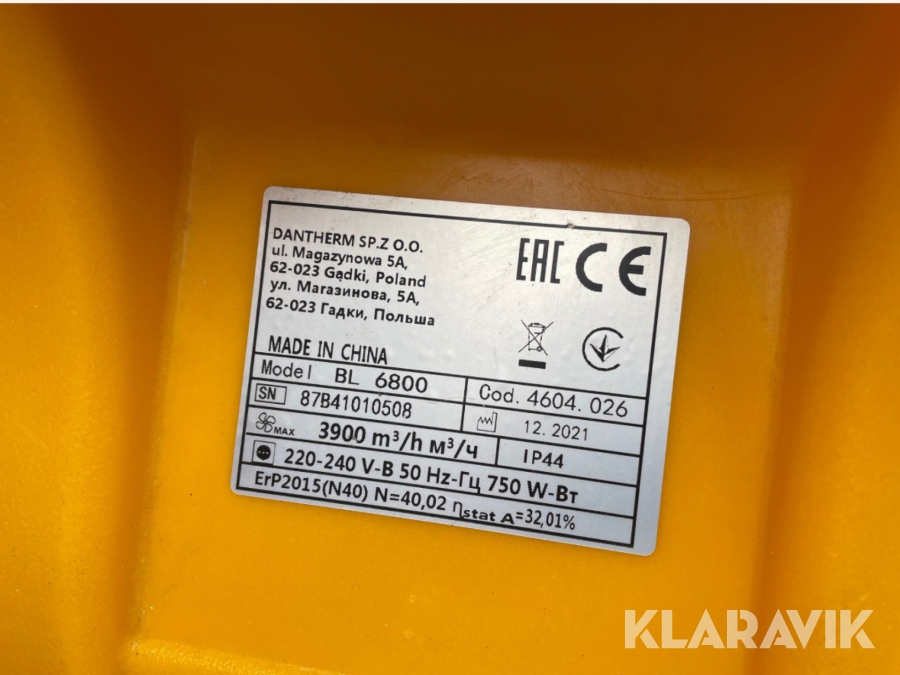 DANTHERM SP.Z O.O.
ul. Magazynowa 5A,
62-023 Gądki, Poland
ул. Магазинова, 5А,
62-023 Гадки, Польша
EAC CE
MADE IN CHINA
Model BL 6800
Cod. 4604. 026
SN 87B41010508
12. 2021
MAX 3900 m³/h м³/ч
IP44
220-240 V-В 50 Hz-Гц 750 W-Вт
ErP2015(N40) N=40,02 ηstat A=32,01%
KLARAVIK